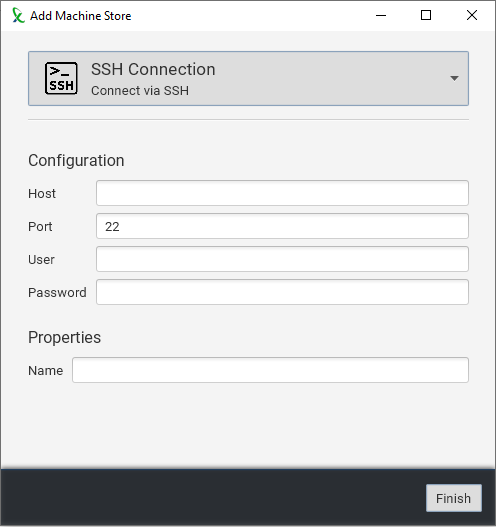 Add Machine Store
>_
SSH
SSH Connection
Connect via SSH
Configuration
Host
Port 22
User
Password
Properties
Name
Finish